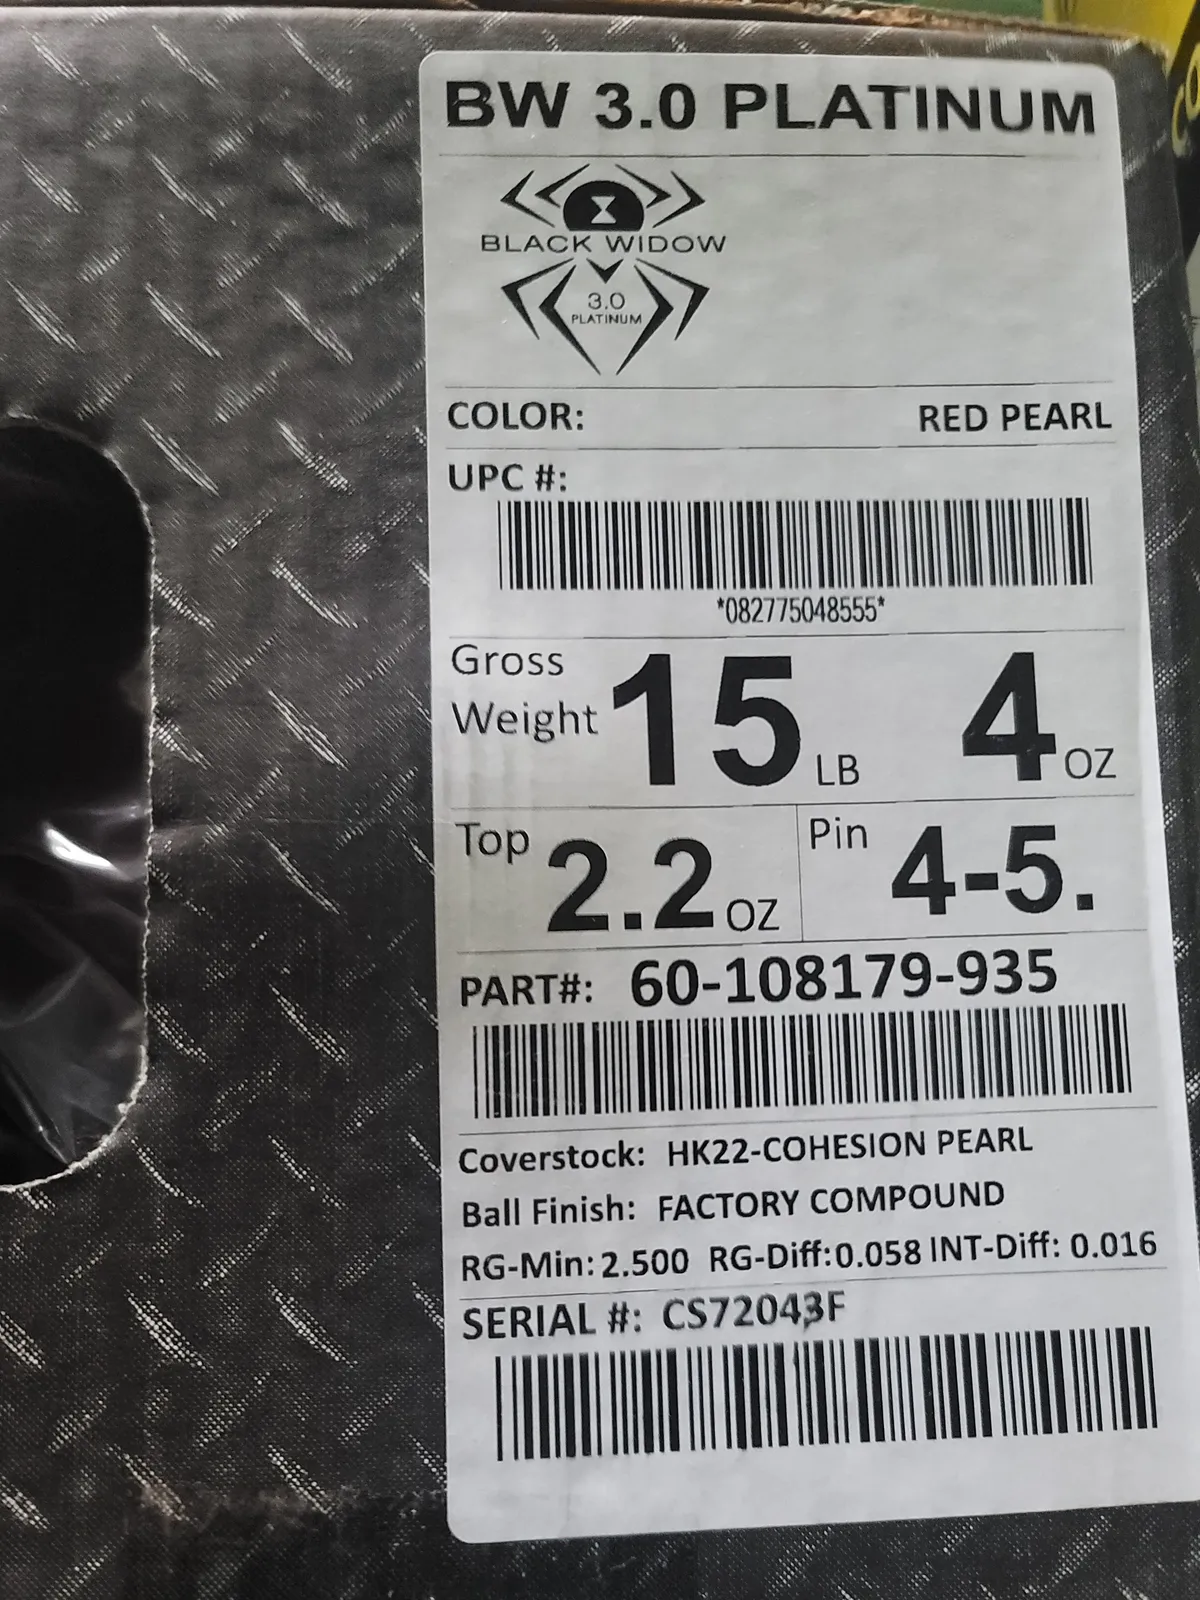 BW 3.0 PLATINUM
BLACK WIDOW
3.0
PLATINUM
COLOR: RED PEARL
UPC #:
*082775048555*
Gross Weight 15 LB 4 OZ
Top 2.2 OZ Pin 4-5.
PART#: 60-108179-935
Coverstock: HK22-COHESION PEARL
Ball Finish: FACTORY COMPOUND
RG-Min: 2.500 RG-Diff: 0.058 INT-Diff: 0.016
SERIAL #: CS72043F